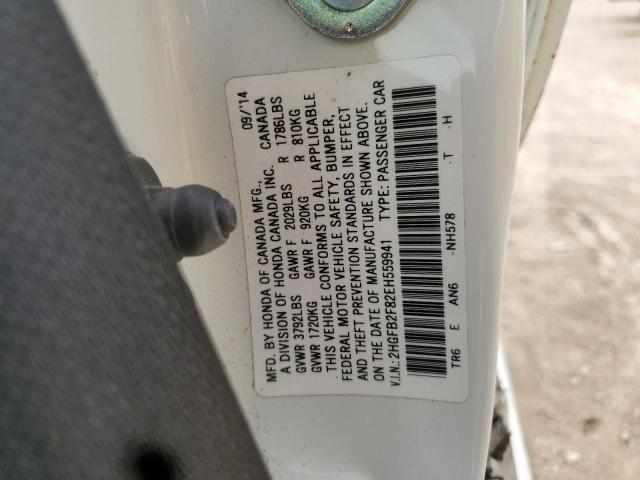 MFD. BY HONDA OF CANADA MFG., 09/'14
A DIVISION OF HONDA CANADA INC. CANADA
GVWR 3792LBS GAWR F 2029LBS R 1786LBS
GVWR 1720KG GAWR F 920KG R 810KG
THIS VEHICLE CONFORMS TO ALL APPLICABLE
FEDERAL MOTOR VEHICLE SAFETY, BUMPER,
AND THEFT PREVENTION STANDARDS IN EFFECT
ON THE DATE OF MANUFACTURE SHOWN ABOVE.
V.I.N.: 2HGFB2F82EH559941 TYPE: PASSENGER CAR
TR6 E AN6 -NH578 -T -H